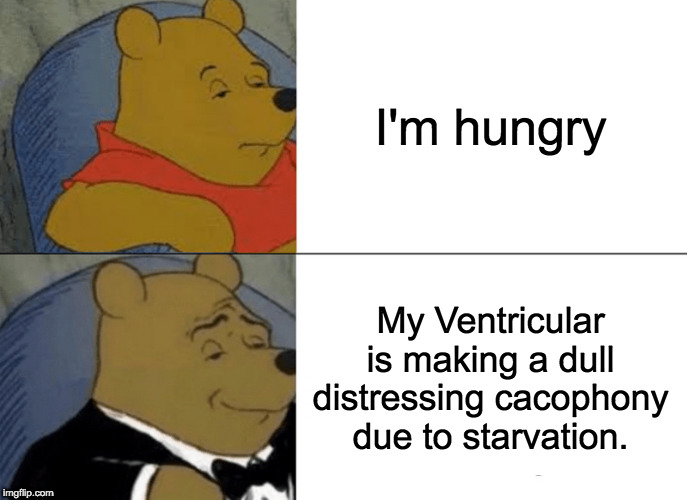 I'm hungry
My Ventricular
is making a dull
distressing cacophony
due to starvation.
imgflip.com